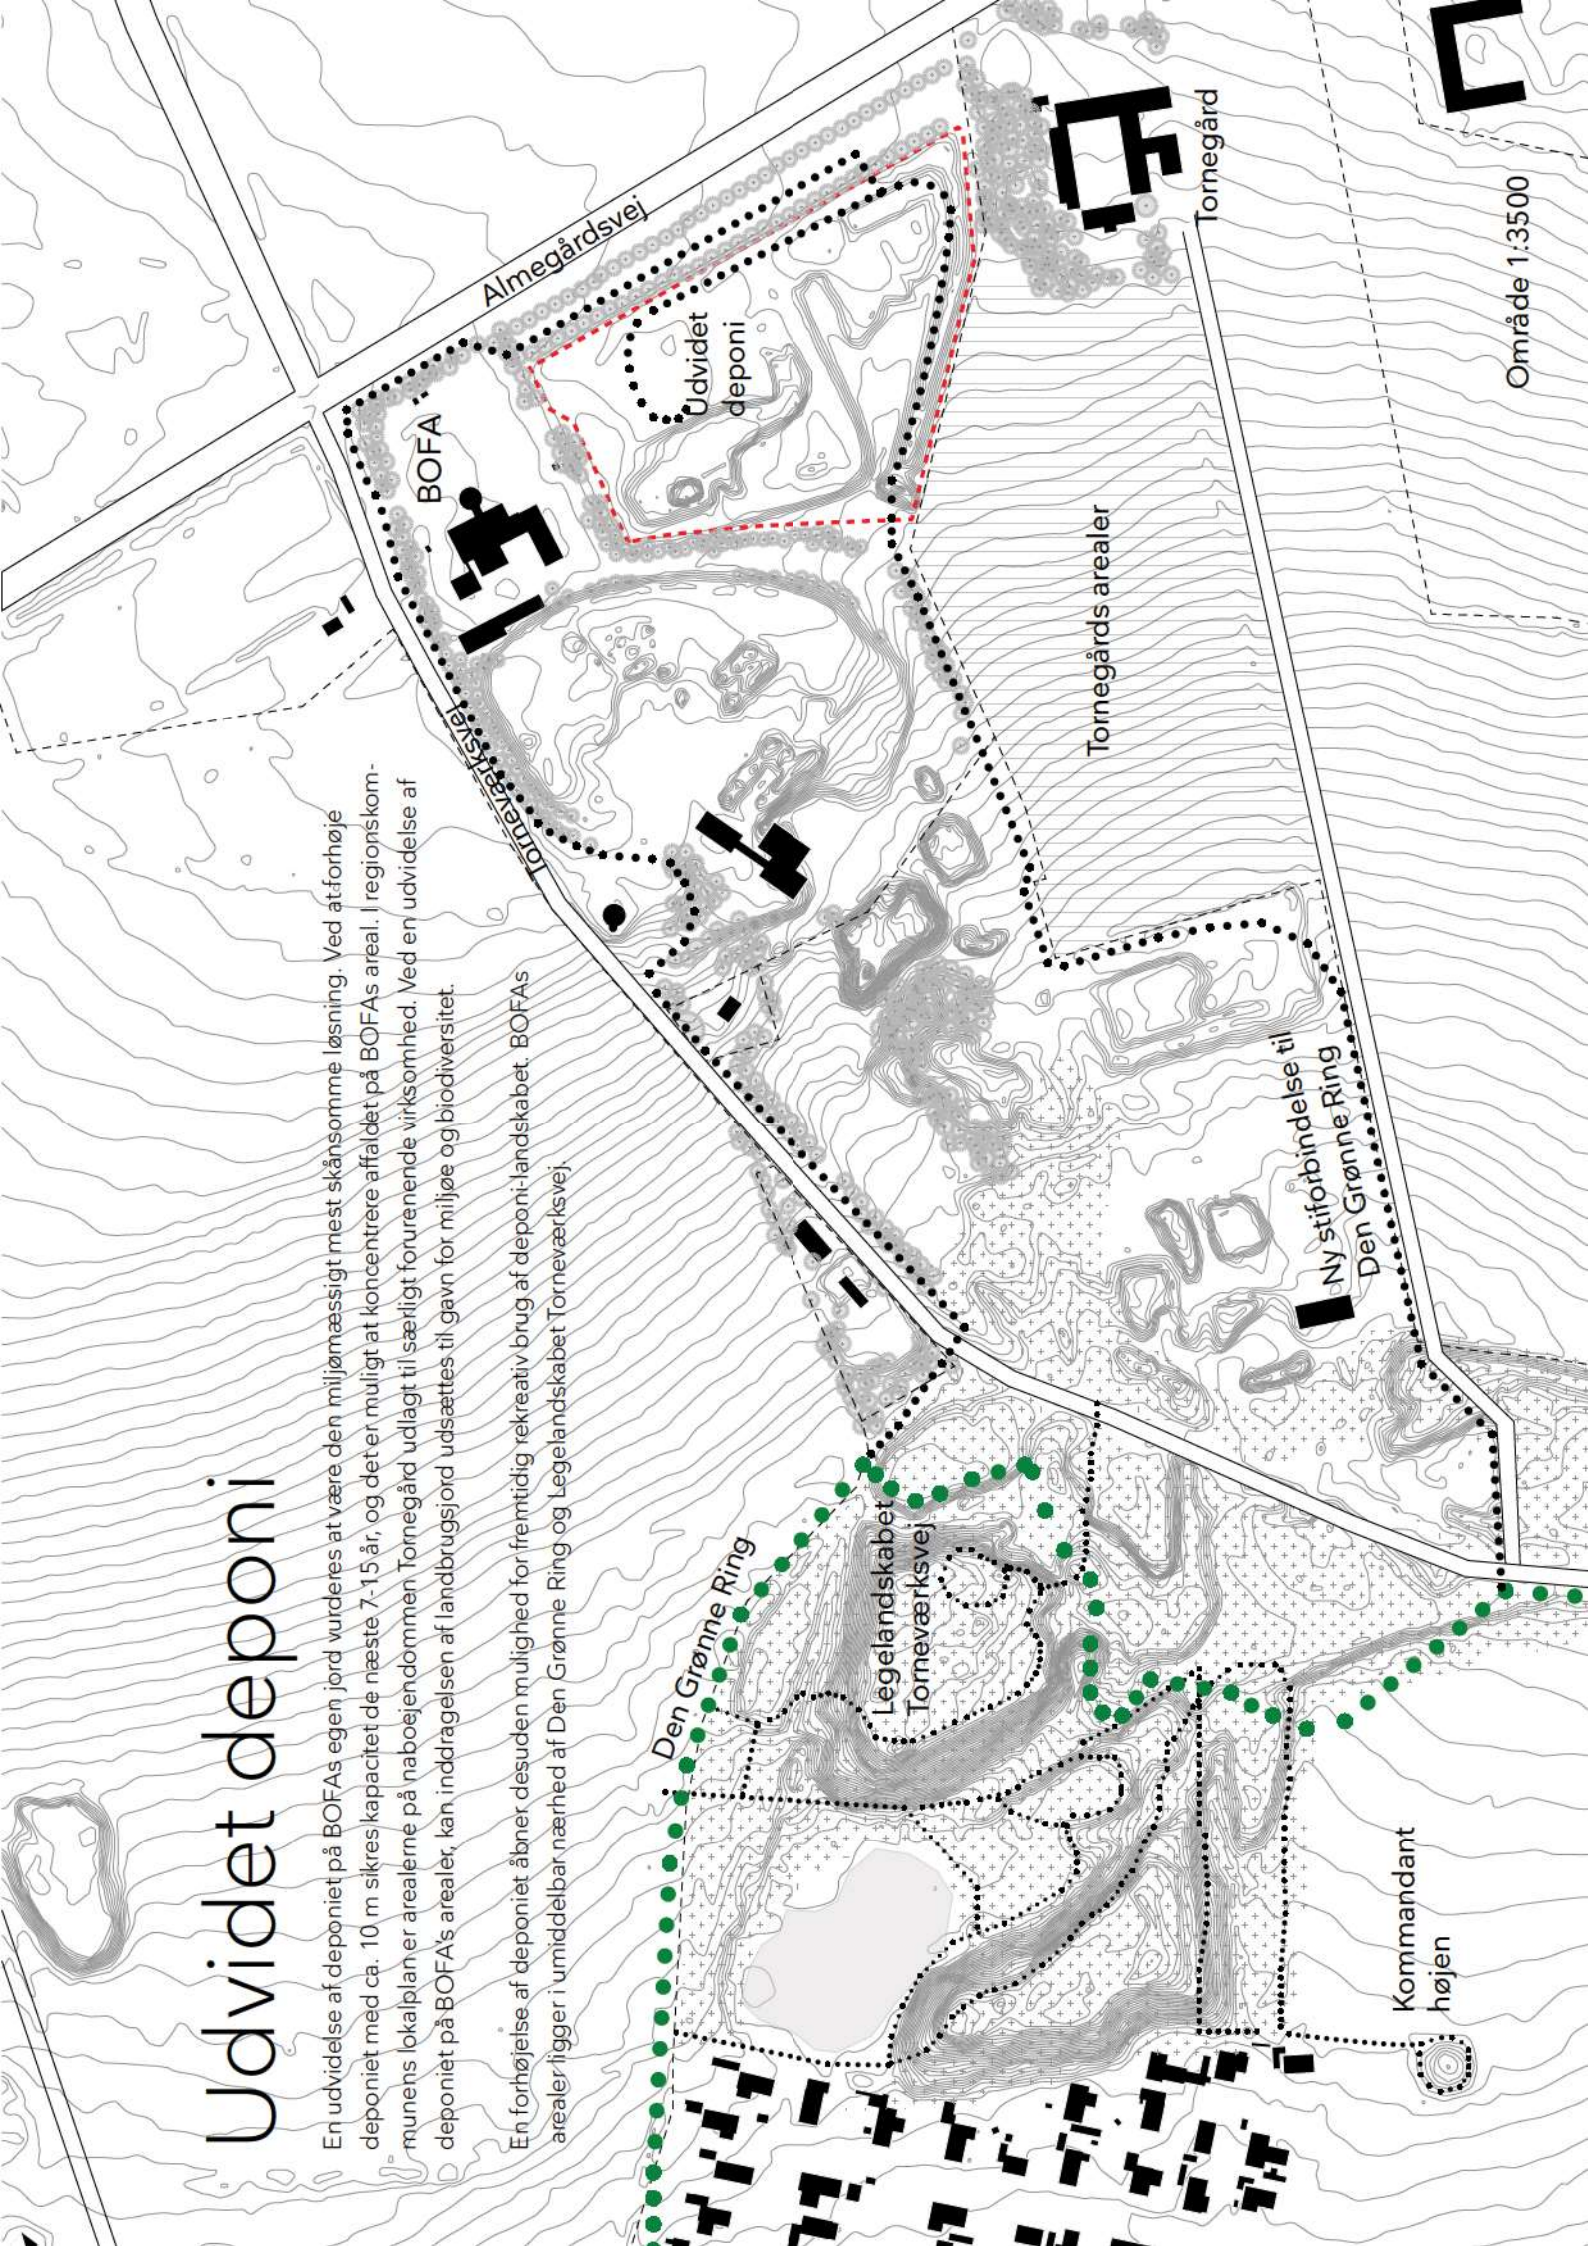 Udvidet deponi
En udvidelse af deponiet på BOFAs egen jord vurderes at være den miljømæssigt mest skånsomme løsning. Ved at forhøje
deponiet med ca. 10 m sikres kapacitet de næste 7-15 år, og det er muligt at koncentrere affaldet på BOFAs areal. I regionskom-
munens lokalplan er arealerne på naboejendommen Tornegård udlagt til særligt forurenende virksomhed. Ved en udvidelse af
deponiet på BOFA's arealer, kan inddragelsen af landbrugsjord udsættes til gavn for miljøe og biodiversitet.
En forhøjelse af deponiet åbner desuden mulighed for fremtidig rekreativ brug af deponi-landskabet. BOFAs
arealer ligger i umiddelbar nærhed af Den Grønne Ring og Legelandskabet Torneværksvej.
Almegårdsvej
BOFA
Torneværksvej
Udvidet
deponi
Den Grønne Ring
Legelandskabet
Torneværksvej
Tornegårds arealer
Tornegård
Ny stiforbindelse til
Den Grønne Ring
Kommandant
højen
Område 1:3500